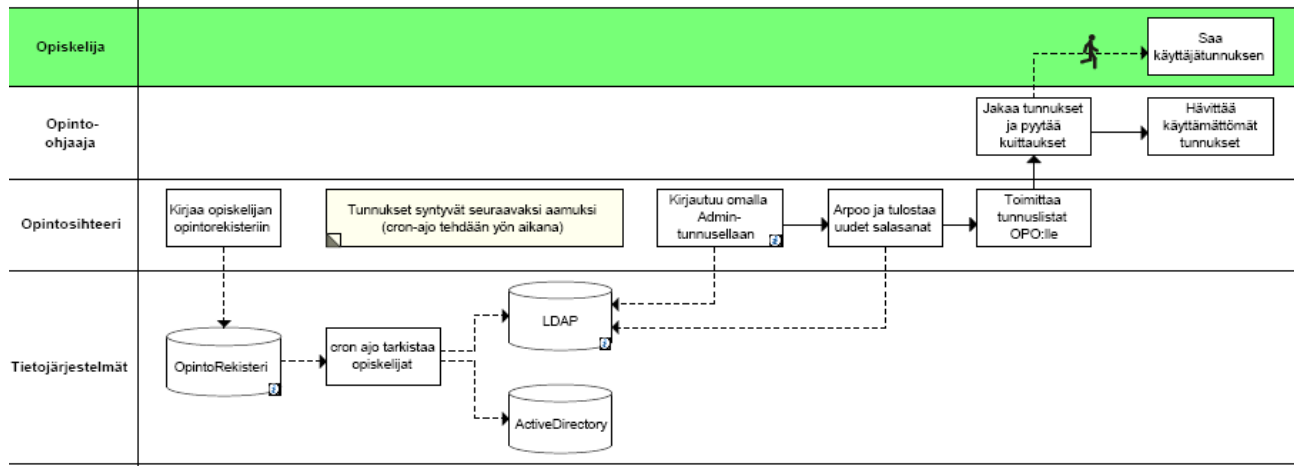 Opiskelija
Saa
käyttäjätunnuksen
Opinto-
ohjaaja
Jakaa tunnukset
ja pyytää
kuittaukset
Hävittää
käyttämättömät
tunnukset
Opintosihteeri
Kirjaa opiskelijan
opintorekisteriin
Tunnukset syntyvät seuraavaksi aamuksi
(cron-ajo tehdään yön aikana)
Kirjautuu omalla
Admin-
tunnusellaan
Arpoo ja tulostaa
uudet salasanat
Toimittaa
tunnuslistat
OPO:lle
Tietojärjestelmät
OpintoRekisteri
cron ajo tarkistaa
opiskelijat
LDAP
ActiveDirectory